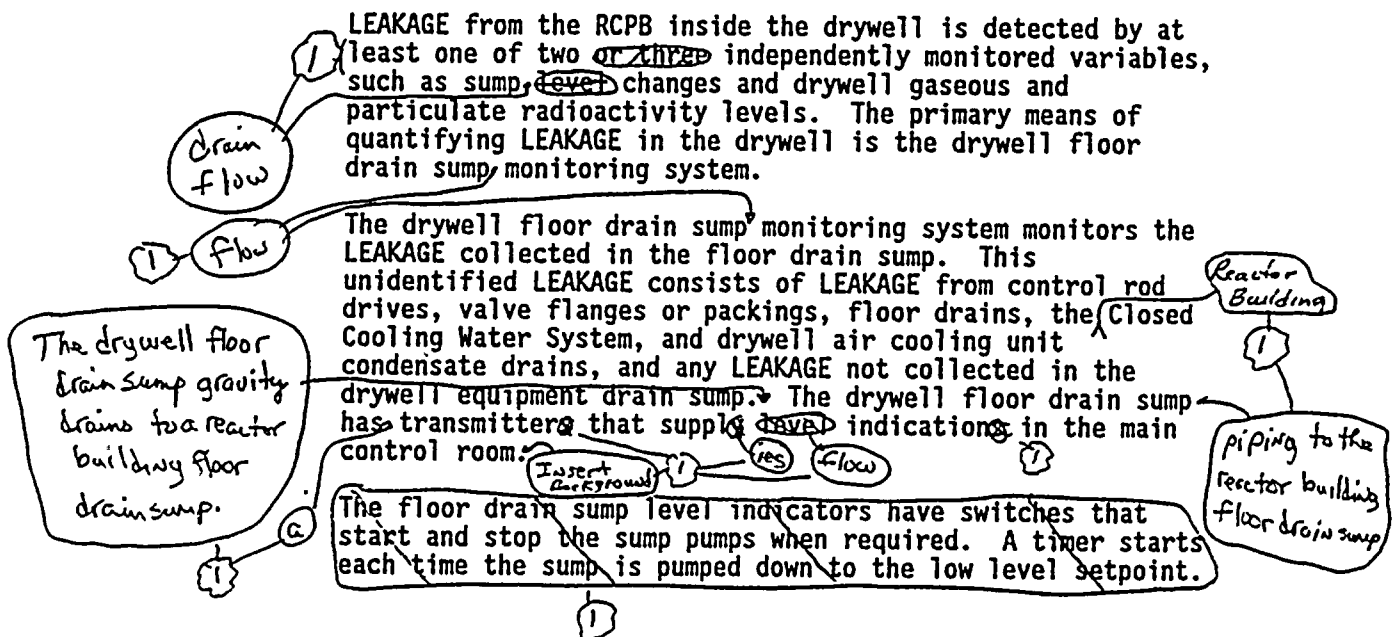 LEAKAGE from the RCPB inside the drywell is detected by at
1 least one of two or three independently monitored variables,
such as sump level changes and drywell gaseous and
particulate radioactivity levels. The primary means of
quantifying LEAKAGE in the drywell is the drywell floor
drain sump monitoring system.
drain
flow
The drywell floor drain sump monitoring system monitors the
1 flow
LEAKAGE collected in the floor drain sump. This
unidentified LEAKAGE consists of LEAKAGE from control rod
drives, valve flanges or packings, floor drains, the Closed
Cooling Water System, and drywell air cooling unit
condensate drains, and any LEAKAGE not collected in the
drywell equipment drain sump. The drywell floor drain sump
has transmitters that supply level indications in the main
control room.
Reactor
Building
1
The drywell floor
drain sump gravity
drains to a reactor
building floor
drain sump.
1
a
Insert
Background
1
ies
flow
1
piping to the
reactor building
floor drain sump
The floor drain sump level indicators have switches that
start and stop the sump pumps when required. A timer starts
each time the sump is pumped down to the low level setpoint.
1